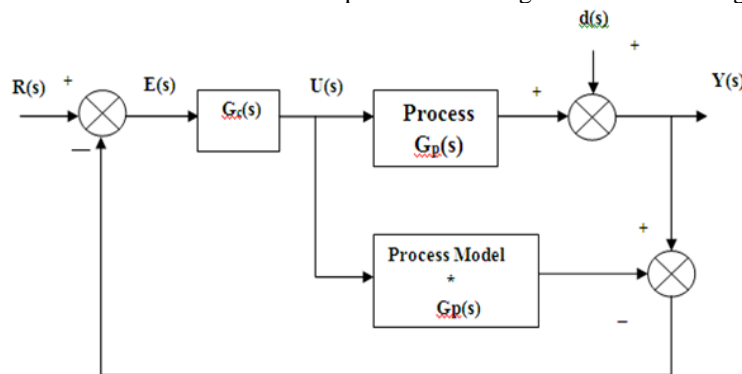 d(s)
+
R(s) + E(s) U(s) + Y(s)
Gc(s)
Process
Gp(s)
—
+
Process Model
*
Gp(s)
–